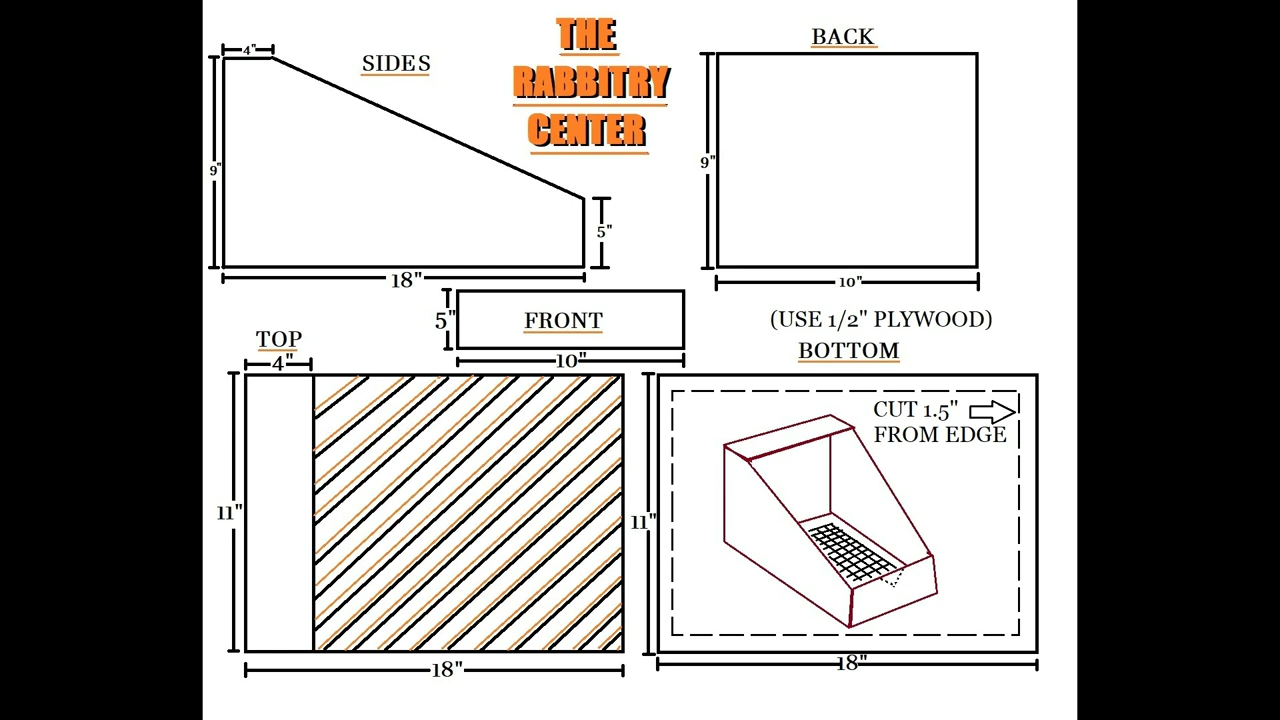 THE
RABBITRY
CENTER
4"
SIDES
9"
5"
18"
BACK
9"
10"
5"
FRONT
10"
(USE 1/2" PLYWOOD)
TOP
4"
11"
18"
BOTTOM
CUT 1.5"
FROM EDGE
11"
18"